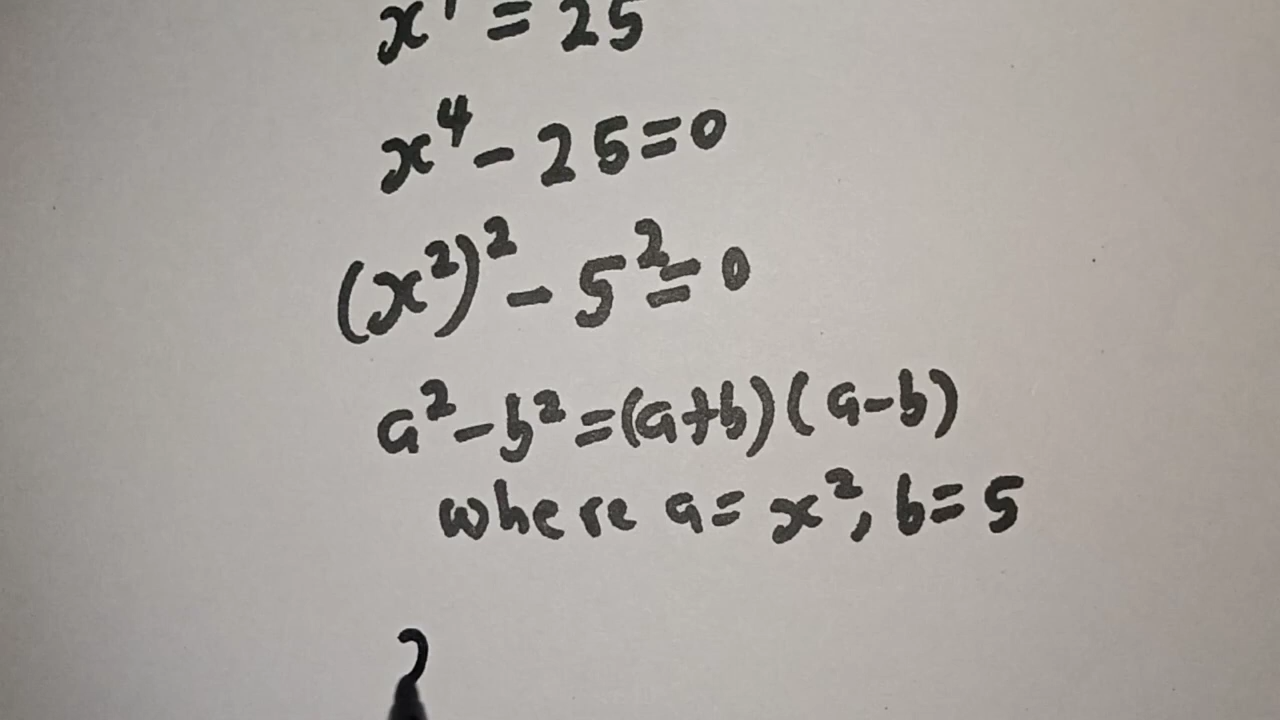 x⁴ = 25
x⁴ - 25 = 0
(x²)² - 5² = 0
a² - b² = (a+b)(a-b)
where a = x², b = 5